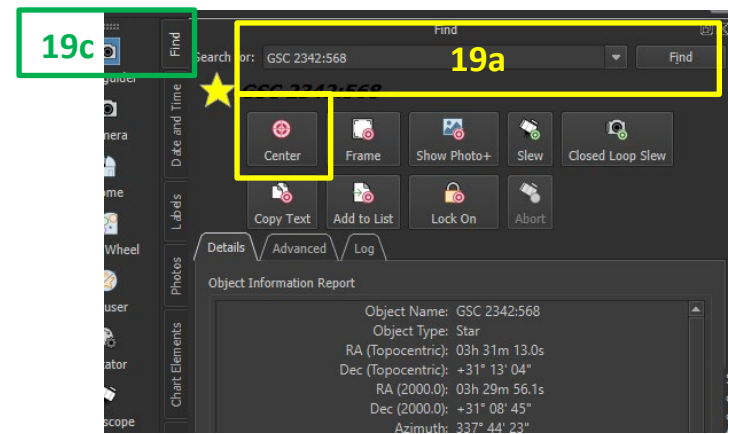 Find
19c
19a
Search for: GSC 2342:568 Find
guider
GSC 2342:568
Find
Date and Time
Labels
Photos
Chart Elements
mera
ome
Wheel
user
ator
scope
Center Frame Show Photo+ Slew Closed Loop Slew
Copy Text Add to List Lock On Abort
Details Advanced Log
Object Information Report
Object Name: GSC 2342:568
Object Type: Star
RA (Topocentric): 03h 31m 13.0s
Dec (Topocentric): +31° 13' 04"
RA (2000.0): 03h 29m 56.1s
Dec (2000.0): +31° 08' 45"
Azimuth: 337° 44' 23"